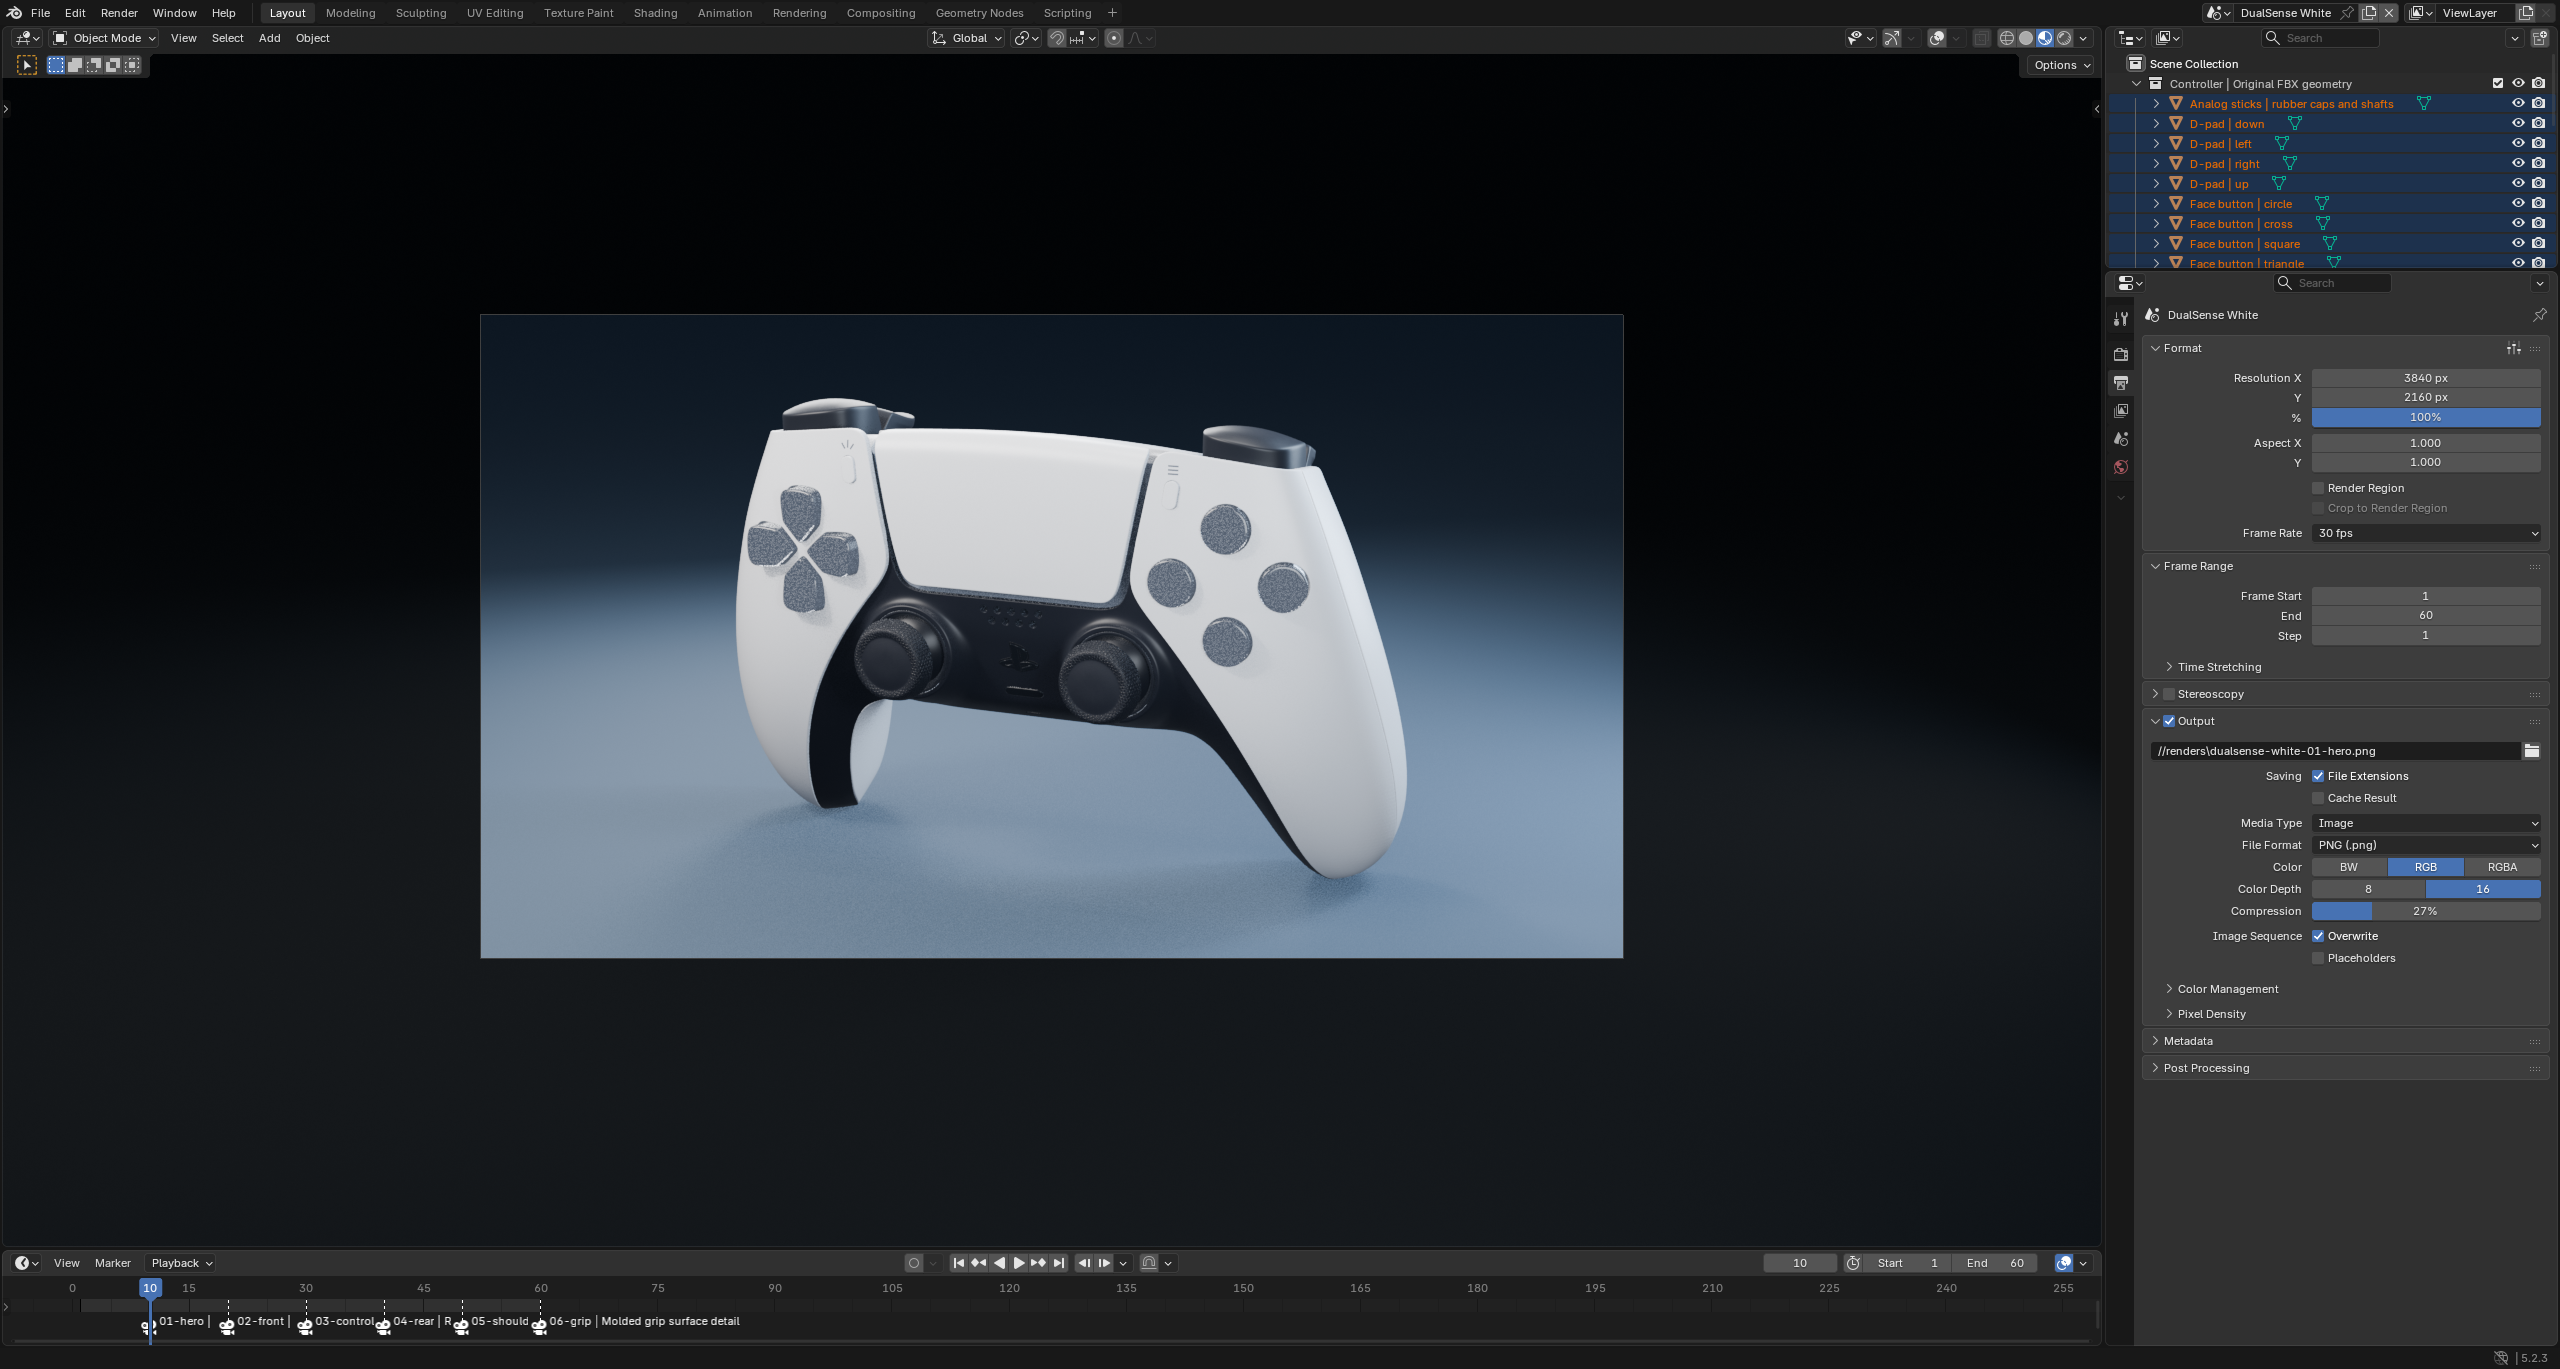 File Edit Render Window Help Layout Modeling Sculpting UV Editing Texture Paint Shading Animation Rendering Compositing Geometry Nodes Scripting + DualSense White ViewLayer
Object Mode View Select Add Object Global Search
Options
Scene Collection
Controller | Original FBX geometry
Analog sticks | rubber caps and shafts
D-pad | down
D-pad | left
D-pad | right
D-pad | up
Face button | circle
Face button | cross
Face button | square
Face button | triangle
Search
DualSense White
Format
Resolution X 3840 px
Y 2160 px
% 100%
Aspect X 1.000
Y 1.000
Render Region
Crop to Render Region
Frame Rate 30 fps
Frame Range
Frame Start 1
End 60
Step 1
Time Stretching
Stereoscopy
Output
//renders\dualsense-white-01-hero.png
Saving File Extensions
Cache Result
Media Type Image
File Format PNG (.png)
Color BW RGB RGBA
Color Depth 8 16
Compression 27%
Image Sequence Overwrite
Placeholders
Color Management
Pixel Density
Metadata
Post Processing
View Marker Playback 10 Start 1 End 60
0 10 15 30 45 60 75 90 105 120 135 150 165 180 195 210 225 240 255
01-hero | 02-front | 03-control 04-rear | R 05-should 06-grip | Molded grip surface detail
5.2.3